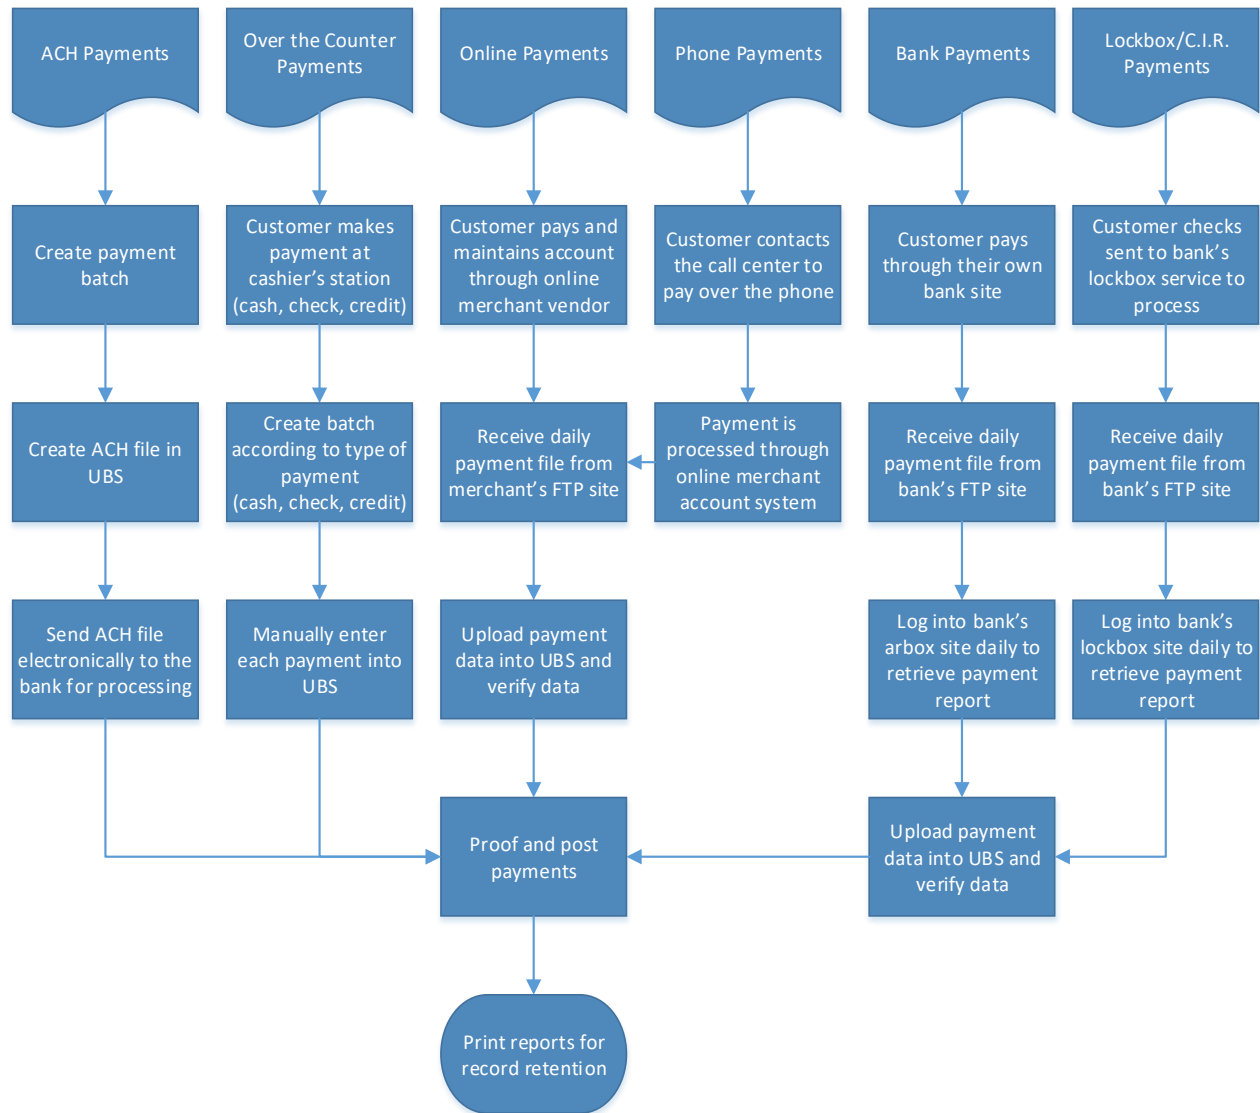 ACH Payments
Over the Counter
Payments
Online Payments
Phone Payments
Bank Payments
Lockbox/C.I.R.
Payments
Create payment
batch
Customer makes
payment at
cashier's station
(cash, check, credit)
Customer pays and
maintains account
through online
merchant vendor
Customer contacts
the call center to
pay over the phone
Customer pays
through their own
bank site
Customer checks
sent to bank's
lockbox service to
process
Create ACH file in
UBS
Create batch
according to type of
payment
(cash, check, credit)
Receive daily
payment file from
merchant's FTP site
Payment is
processed through
online merchant
account system
Receive daily
payment file from
bank's FTP site
Receive daily
payment file from
bank's FTP site
Send ACH file
electronically to the
bank for processing
Manually enter
each payment into
UBS
Upload payment
data into UBS and
verify data
Log into bank's
arbox site daily to
retrieve payment
report
Log into bank's
lockbox site daily to
retrieve payment
report
Proof and post
payments
Upload payment
data into UBS and
verify data
Print reports for
record retention